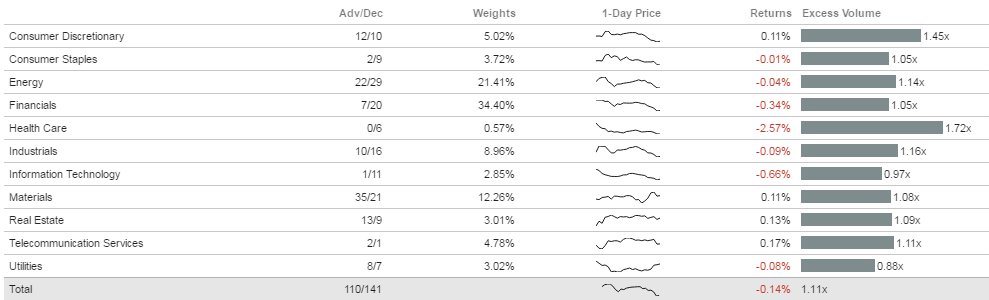 Adv/Dec Weights 1-Day Price Returns Excess Volume
Consumer Discretionary 12/10 5.02% 0.11% 1.45x
Consumer Staples 2/9 3.72% -0.01% 1.05x
Energy 22/29 21.41% -0.04% 1.14x
Financials 7/20 34.40% -0.34% 1.05x
Health Care 0/6 0.57% -2.57% 1.72x
Industrials 10/16 8.96% -0.09% 1.16x
Information Technology 1/11 2.85% -0.66% 0.97x
Materials 35/21 12.26% 0.11% 1.08x
Real Estate 13/9 3.01% 0.13% 1.09x
Telecommunication Services 2/1 4.78% 0.17% 1.11x
Utilities 8/7 3.02% -0.08% 0.88x
Total 110/141 -0.14% 1.11x